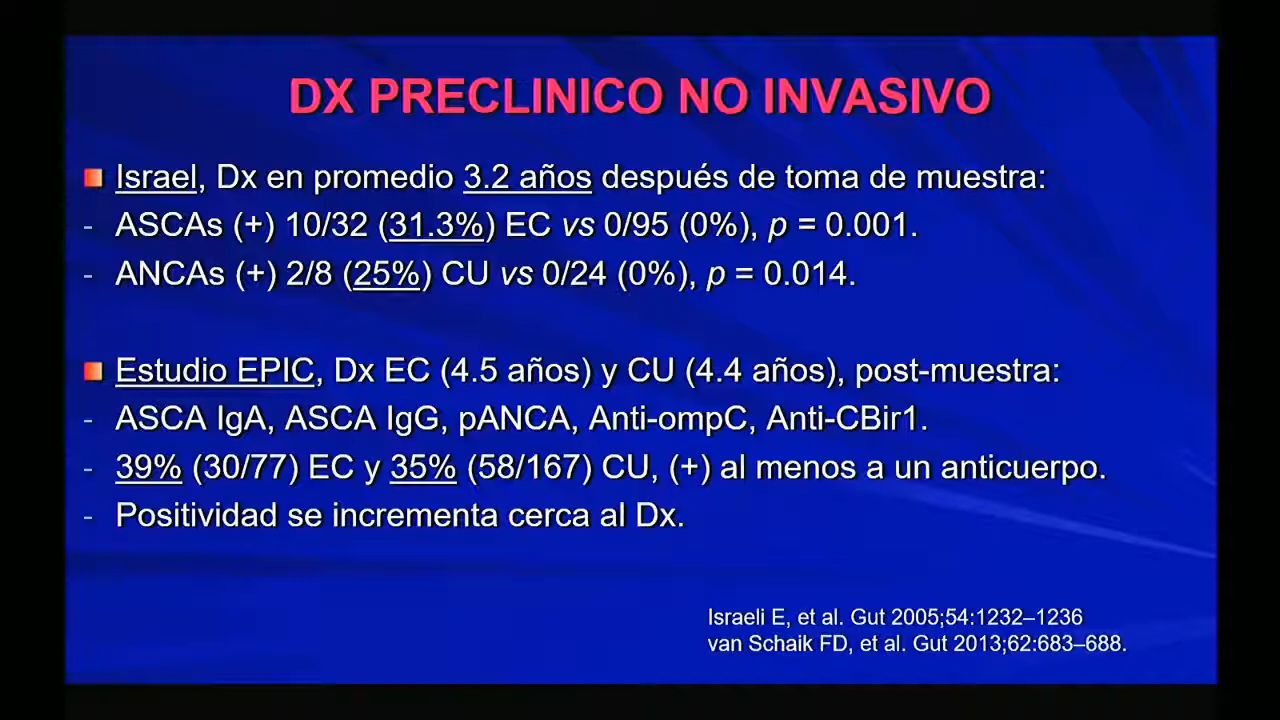 DX PRECLINICO NO INVASIVO
Israel, Dx en promedio 3.2 años después de toma de muestra:
- ASCAs (+) 10/32 (31.3%) EC vs 0/95 (0%), p = 0.001.
- ANCAs (+) 2/8 (25%) CU vs 0/24 (0%), p = 0.014.
Estudio EPIC, Dx EC (4.5 años) y CU (4.4 años), post-muestra:
- ASCA IgA, ASCA IgG, pANCA, Anti-ompC, Anti-CBir1.
- 39% (30/77) EC y 35% (58/167) CU, (+) al menos a un anticuerpo.
- Positividad se incrementa cerca al Dx.
Israeli E, et al. Gut 2005;54:1232–1236
van Schaik FD, et al. Gut 2013;62:683–688.